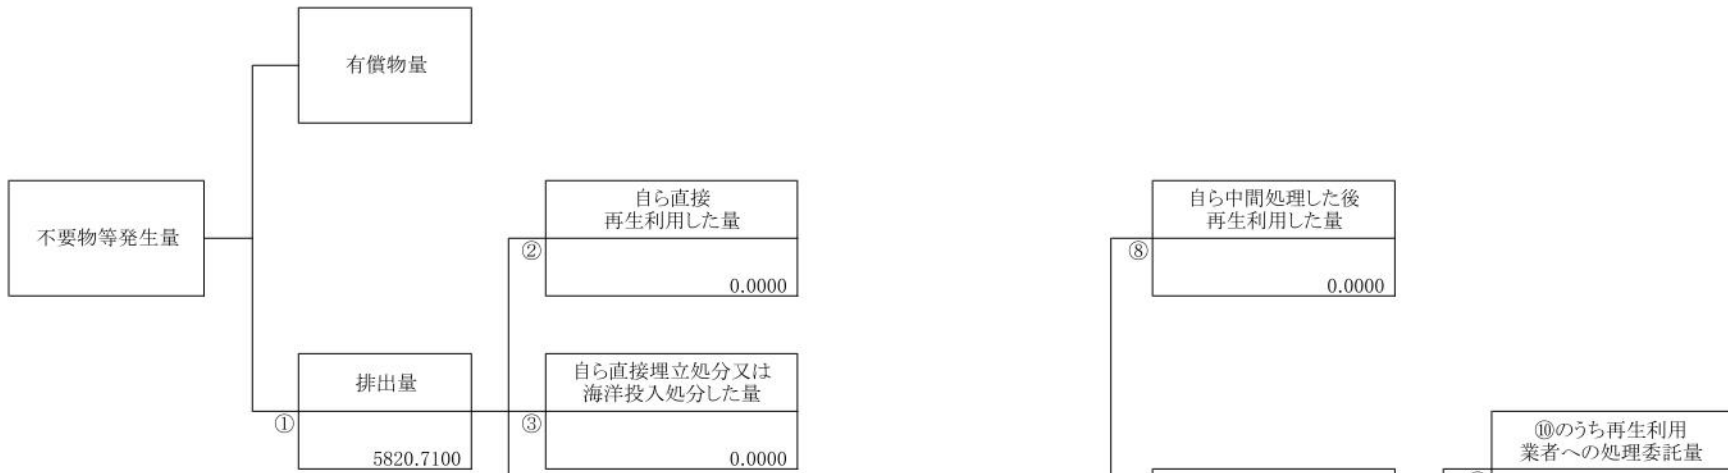 有償物量
不要物等発生量
自ら直接
再生利用した量
②
0.0000
自ら中間処理した後
再生利用した量
⑧
0.0000
排出量
①
5820.7100
自ら直接埋立処分又は
海洋投入処分した量
③
0.0000
⑩のうち再生利用
業者への処理委託量